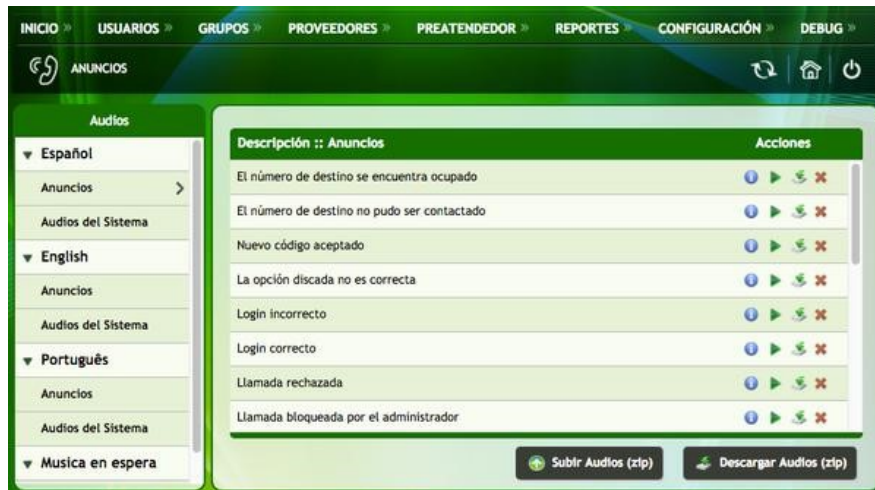 INICIO » USUARIOS » GRUPOS » PROVEEDORES » PREATENDEDOR » REPORTES » CONFIGURACIÓN » DEBUG »
ANUNCIOS
Audios
Español
Anuncios
Audios del Sistema
English
Anuncios
Audios del Sistema
Português
Anuncios
Audios del Sistema
Musica en espera
Descripción :: Anuncios Acciones
El número de destino se encuentra ocupado
El número de destino no pudo ser contactado
Nuevo código aceptado
La opción discada no es correcta
Login incorrecto
Login correcto
Llamada rechazada
Llamada bloqueada por el administrador
Subir Audios (zip) Descargar Audios (zip)